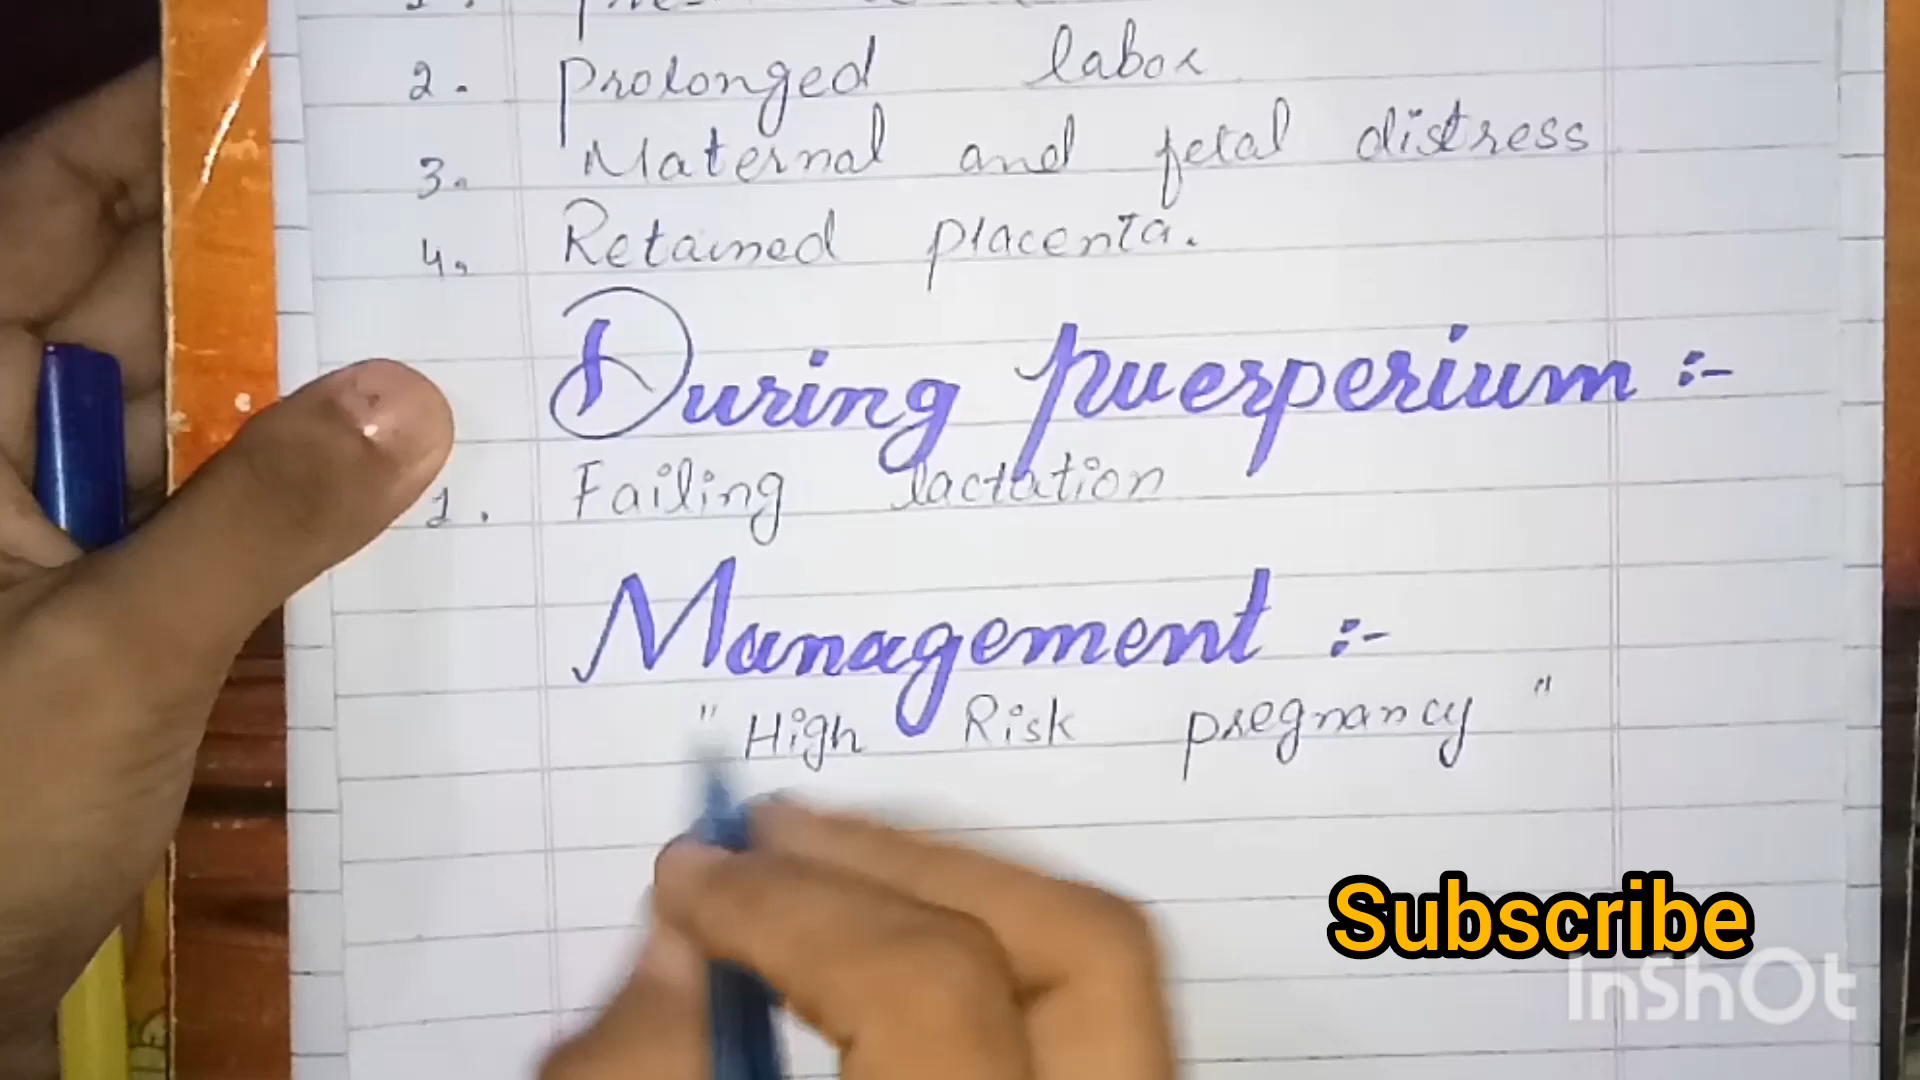 2. Prolonged labor
3. Maternal and fetal distress
4. Retained placenta.
During puerperium :-
1. Failing lactation
Management :-
"High Risk pregnancy"
Subscribe
InShOt